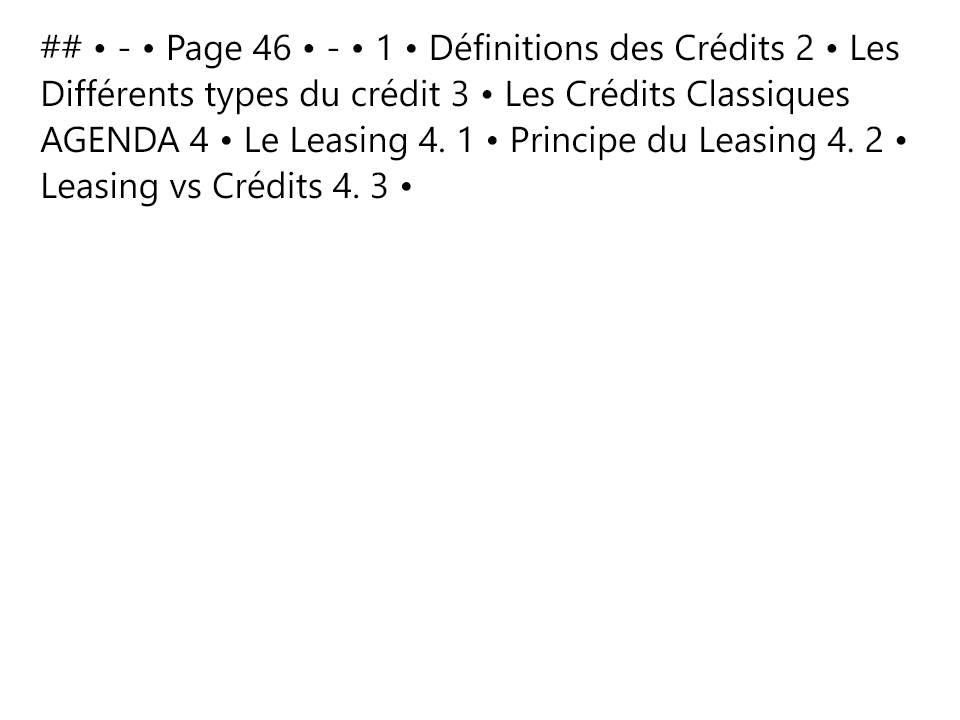 ## • - • Page 46 • - • 1 • Définitions des Crédits 2 • Les
Différents types du crédit 3 • Les Crédits Classiques
AGENDA 4 • Le Leasing 4. 1 • Principe du Leasing 4. 2 •
Leasing vs Crédits 4. 3 •